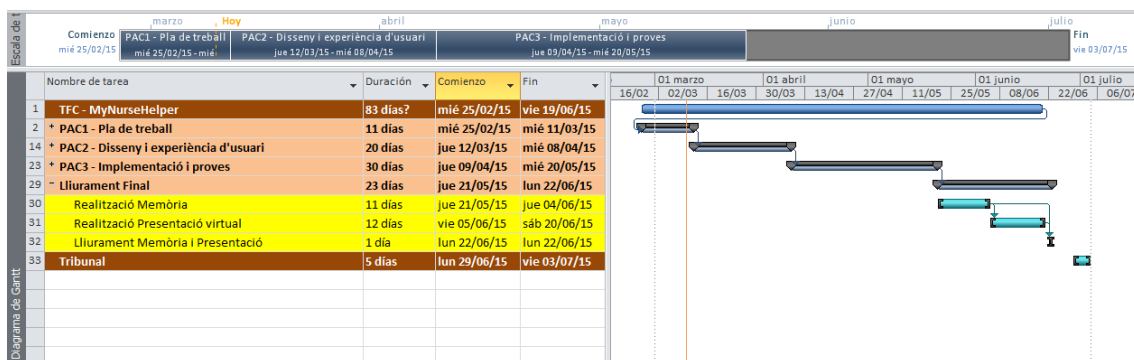 Escala de t
marzo Hoy abril mayo junio julio
Comienzo
mié 25/02/15
PAC1 - Pla de treball
mié 25/02/15 - mié
PAC2 - Disseny i experiència d'usuari
jue 12/03/15 - mié 08/04/15
PAC3 - Implementació i proves
jue 09/04/15 - mié 20/05/15
Fin
vie 03/07/15
Nombre de tarea Duración Comienzo Fin
01 marzo 01 abril 01 mayo 01 junio 01 julio
16/02 02/03 16/03 30/03 13/04 27/04 11/05 25/05 08/06 22/06 06/07
1 TFC - MyNurseHelper 83 días? mié 25/02/15 vie 19/06/15
2 + PAC1 - Pla de treball 11 días mié 25/02/15 mié 11/03/15
14 + PAC2 - Disseny i experiència d'usuari 20 días jue 12/03/15 mié 08/04/15
23 + PAC3 - Implementació i proves 30 días jue 09/04/15 mié 20/05/15
29 - Lliurament Final 23 días jue 21/05/15 lun 22/06/15
30 Realització Memòria 11 días jue 21/05/15 jue 04/06/15
31 Realització Presentació virtual 12 días vie 05/06/15 sáb 20/06/15
32 Lliurament Memòria i Presentació 1 día lun 22/06/15 lun 22/06/15
33 Tribunal 5 días lun 29/06/15 vie 03/07/15
Diagrama de Gantt